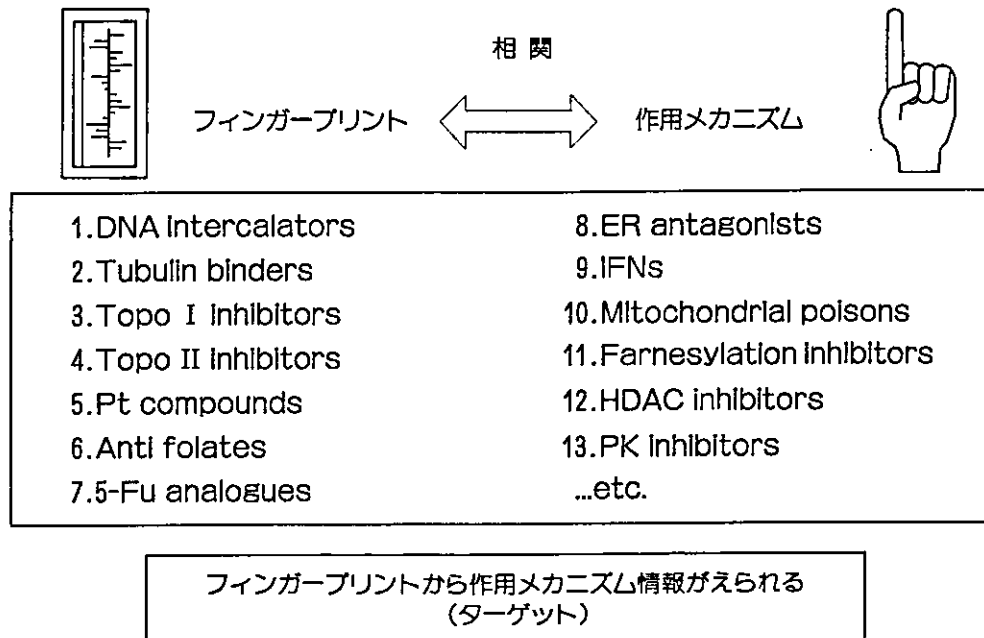 相関
フィンガープリント
作用メカニズム
1.DNA intercalators
2.Tubulin binders
3.Topo I inhibitors
4.Topo II inhibitors
5.Pt compounds
6.Anti folates
7.5-Fu analogues
8.ER antagonists
9.IFNs
10.Mitochondrial poisons
11.Farnesylation inhibitors
12.HDAC inhibitors
13.PK inhibitors
...etc.
フィンガープリントから作用メカニズム情報がえられる
(ターゲット)